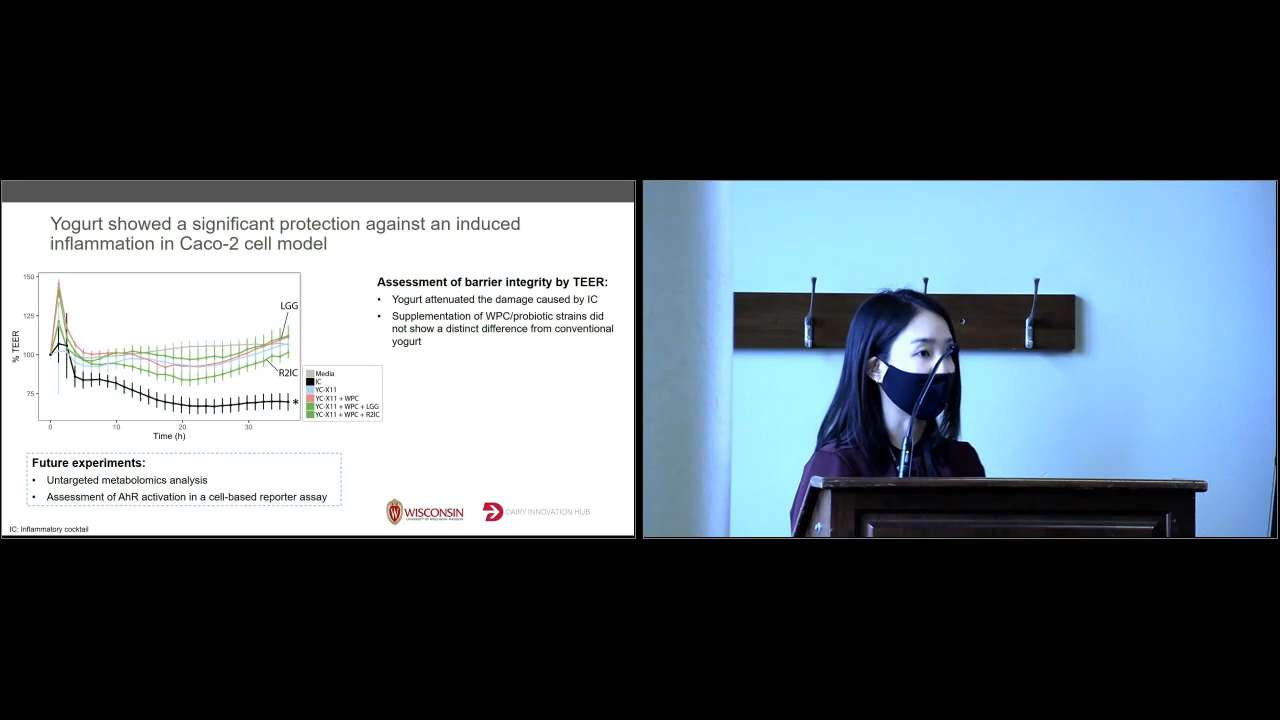 Yogurt showed a significant protection against an induced
inflammation in Caco-2 cell model
150
125
100
75
% TEER
0
10
20
30
Time (h)
LGG
R2IC
*
Media
IC
YC-X11
YC-X11 + WPC
YC-X11 + WPC + LGG
YC-X11 + WPC + R2IC
Assessment of barrier integrity by TEER:
• Yogurt attenuated the damage caused by IC
• Supplementation of WPC/probiotic strains did
not show a distinct difference from conventional
yogurt
Future experiments:
• Untargeted metabolomics analysis
• Assessment of AhR activation in a cell-based reporter assay
WISCONSIN
UNIVERSITY OF WISCONSIN-MADISON
DAIRY INNOVATION HUB
IC: Inflammatory cocktail